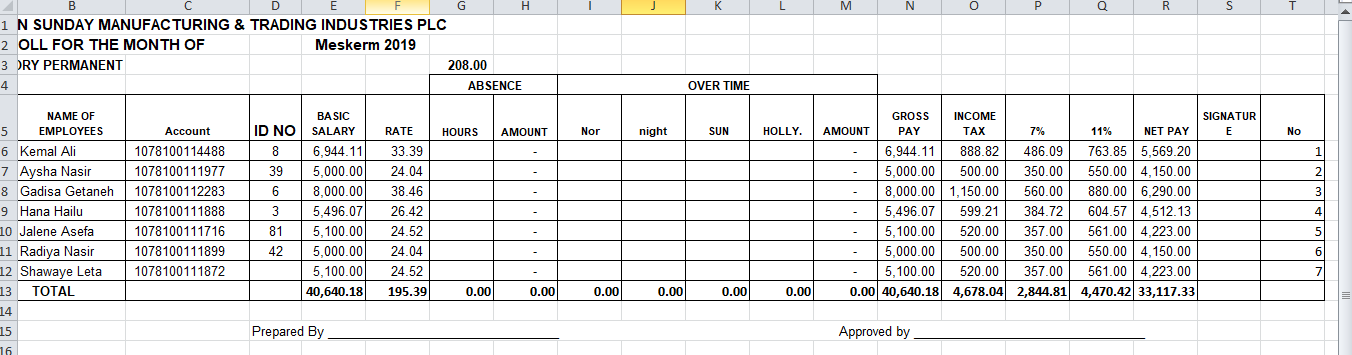 B C D E F G H I J K L M N O P Q R S T
1 N SUNDAY MANUFACTURING & TRADING INDUSTRIES PLC
2 OLL FOR THE MONTH OF Meskerm 2019
3 ORY PERMANENT 208.00
4 ABSENCE OVER TIME
5 NAME OF EMPLOYEES Account ID NO BASIC SALARY RATE HOURS AMOUNT Nor night SUN HOLLY. AMOUNT GROSS PAY INCOME TAX 7% 11% NET PAY SIGNATUR E No
6 Kemal Ali 1078100114488 8 6,944.11 33.39 - - 6,944.11 888.82 486.09 763.85 5,569.20 1
7 Aysha Nasir 1078100111977 39 5,000.00 24.04 - - 5,000.00 500.00 350.00 550.00 4,150.00 2
8 Gadisa Getaneh 1078100112283 6 8,000.00 38.46 - - 8,000.00 1,150.00 560.00 880.00 6,290.00 3
9 Hana Hailu 1078100111888 3 5,496.07 26.42 - - 5,496.07 599.21 384.72 604.57 4,512.13 4
10 Jalene Asefa 1078100111716 81 5,100.00 24.52 - - 5,100.00 520.00 357.00 561.00 4,223.00 5
11 Radiya Nasir 1078100111899 42 5,000.00 24.04 - - 5,000.00 500.00 350.00 550.00 4,150.00 6
12 Shawaye Leta 1078100111872 5,100.00 24.52 - - 5,100.00 520.00 357.00 561.00 4,223.00 7
13 TOTAL 40,640.18 195.39 0.00 0.00 0.00 0.00 0.00 0.00 0.00 40,640.18 4,678.04 2,844.81 4,470.42 33,117.33
14
15 Prepared By Approved by
16